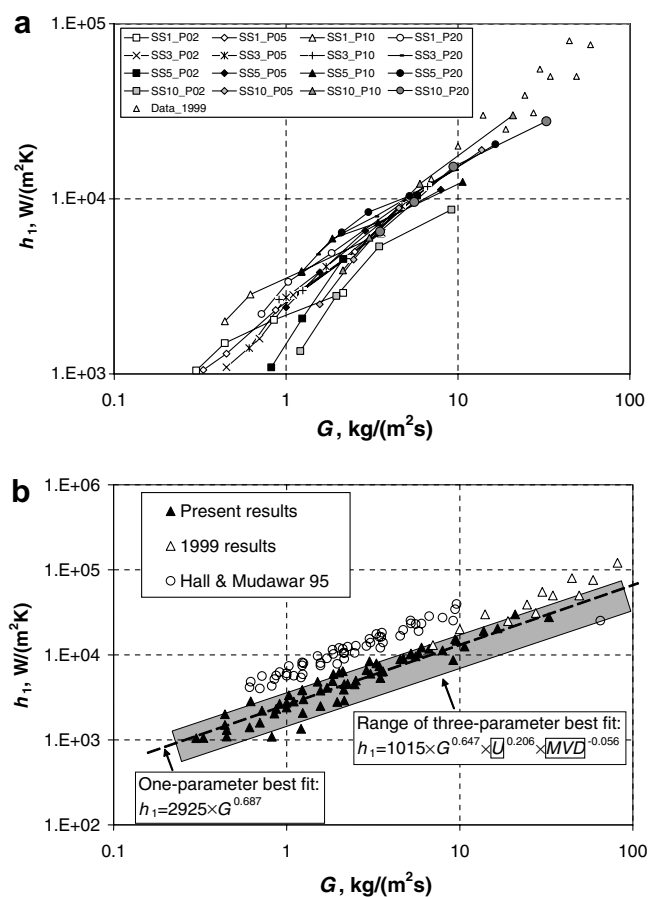 a
1.E+05
1.E+04
1.E+03
h1, W/(m²K)
SS1_P02 SS1_P05 SS1_P10 SS1_P20
SS3_P02 SS3_P05 SS3_P10 SS3_P20
SS5_P02 SS5_P05 SS5_P10 SS5_P20
SS10_P02 SS10_P05 SS10_P10 SS10_P20
Data_1999
0.1 1 10 100
G, kg/(m²s)
b
1.E+06
1.E+05
1.E+04
1.E+03
1.E+02
h1, W/(m²K)
Present results
1999 results
Hall & Mudawar 95
Range of three-parameter best fit:
h1=1015×G^0.647×U^0.206×MVD^-0.056
One-parameter best fit:
h1=2925×G^0.687
0.1 1 10 100
G, kg/(m²s)